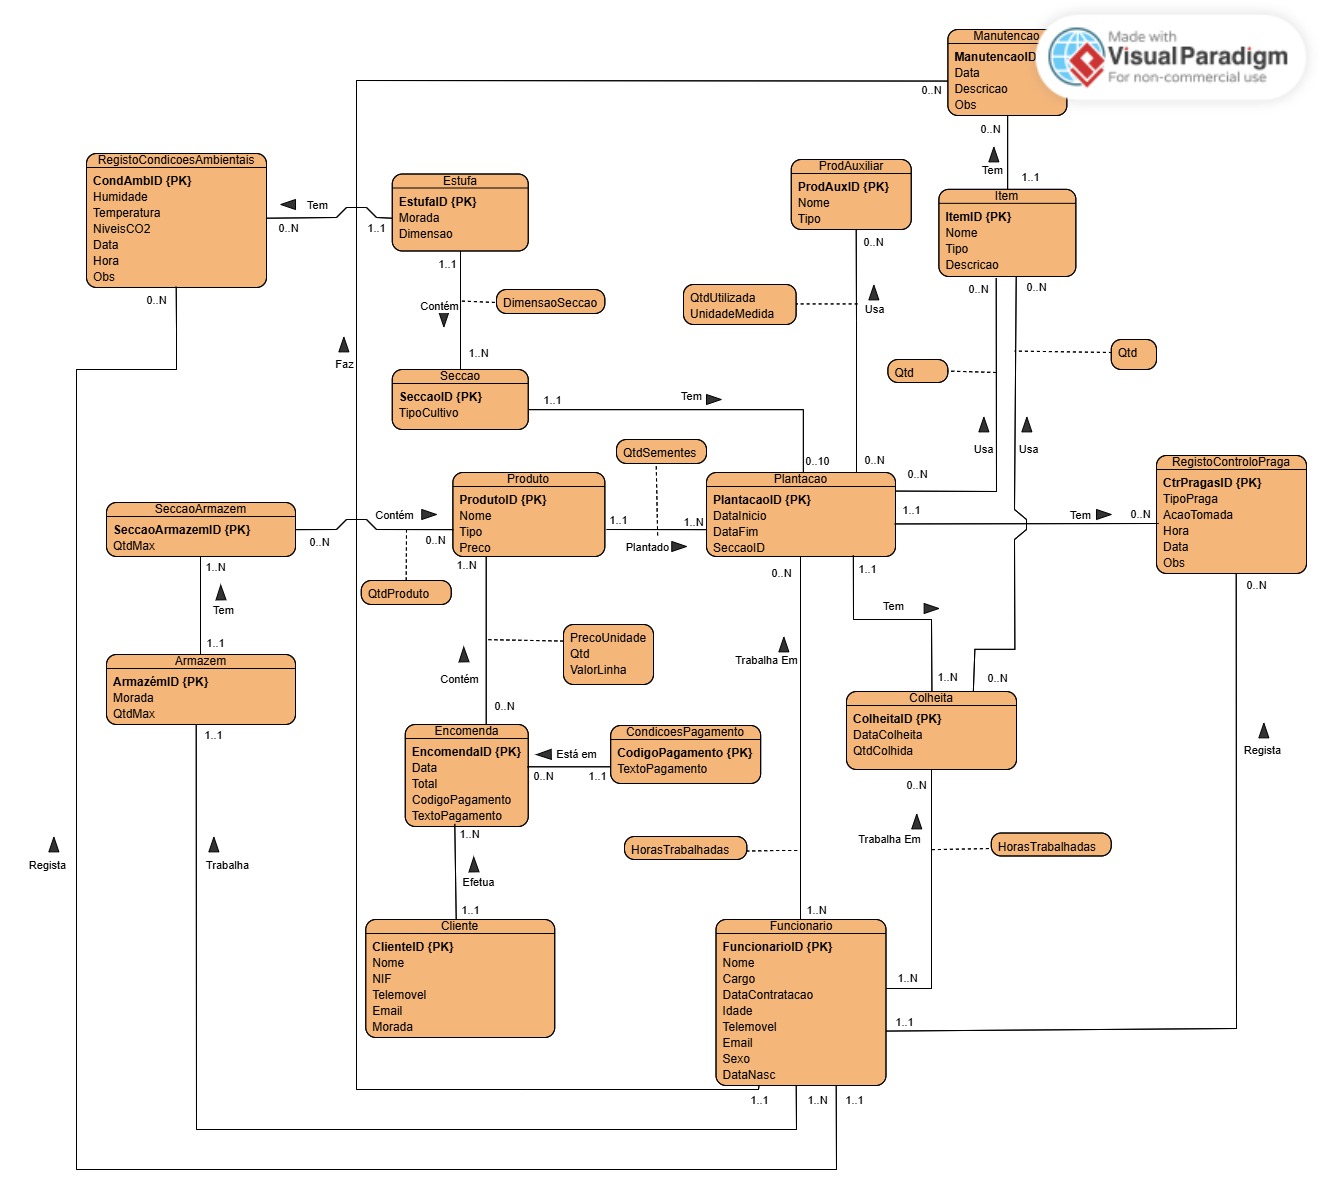 Made with
Visual Paradigm
For non-commercial use
Manutencao
ManutencaoID
Data
Descricao
Obs
0..N
0..N
Tem
1..1
RegistoCondicoesAmbientais
CondAmbID {PK}
Humidade
Temperatura
NiveisCO2
Data
Hora
Obs
Tem
0..N
1..1
0..N
Estufa
EstufaID {PK}
Morada
Dimensao
1..1
Contém
DimensaoSeccao
1..N
ProdAuxiliar
ProdAuxID {PK}
Nome
Tipo
0..N
QtdUtilizada
UnidadeMedida
Usa
0..N
Item
ItemID {PK}
Nome
Tipo
Descricao
0..N
0..N
Qtd
Qtd
Usa
Usa
0..N
Faz
Seccao
SeccaoID {PK}
TipoCultivo
1..1
Tem
0..10
QtdSementes
SeccaoArmazem
SeccaoArmazemID {PK}
QtdMax
0..N
Contém
0..N
QtdProduto
1..N
Tem
1..1
Produto
ProdutoID {PK}
Nome
Tipo
Preco
1..1
1..N
Plantado
1..N
Plantacao
PlantacaoID {PK}
DataInicio
DataFim
SeccaoID
1..1
Tem
0..N
0..N
1..1
RegistoControloPraga
CtrPragasID {PK}
TipoPraga
AcaoTomada
Hora
Data
Obs
0..N
Tem
1..N
0..N
Trabalha Em
PrecoUnidade
Qtd
ValorLinha
Contém
0..N
Armazem
ArmazémID {PK}
Morada
QtdMax
1..1
Encomenda
EncomendaID {PK}
Data
Total
CodigoPagamento
TextoPagamento
Está em
0..N
1..1
CondicoesPagamento
CodigoPagamento {PK}
TextoPagamento
Colheita
ColheitaID {PK}
DataColheita
QtdColhida
0..N
Trabalha Em
HorasTrabalhadas
HorasTrabalhadas
Regista
1..N
Efetua
1..1
Regista
Trabalha
1..N
Cliente
ClienteID {PK}
Nome
NIF
Telemovel
Email
Morada
Funcionario
FuncionarioID {PK}
Nome
Cargo
DataContratacao
Idade
Telemovel
Email
Sexo
DataNasc
1..N
1..1
1..1
1..N
1..1